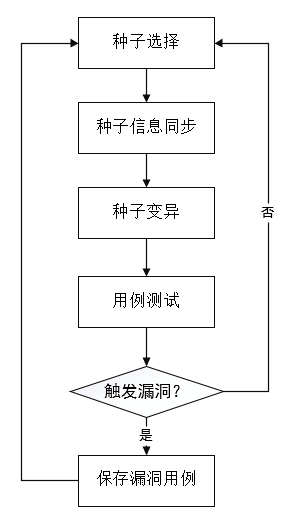 种子选择
种子信息同步
种子变异
否
用例测试
触发漏洞？
是
保存漏洞用例